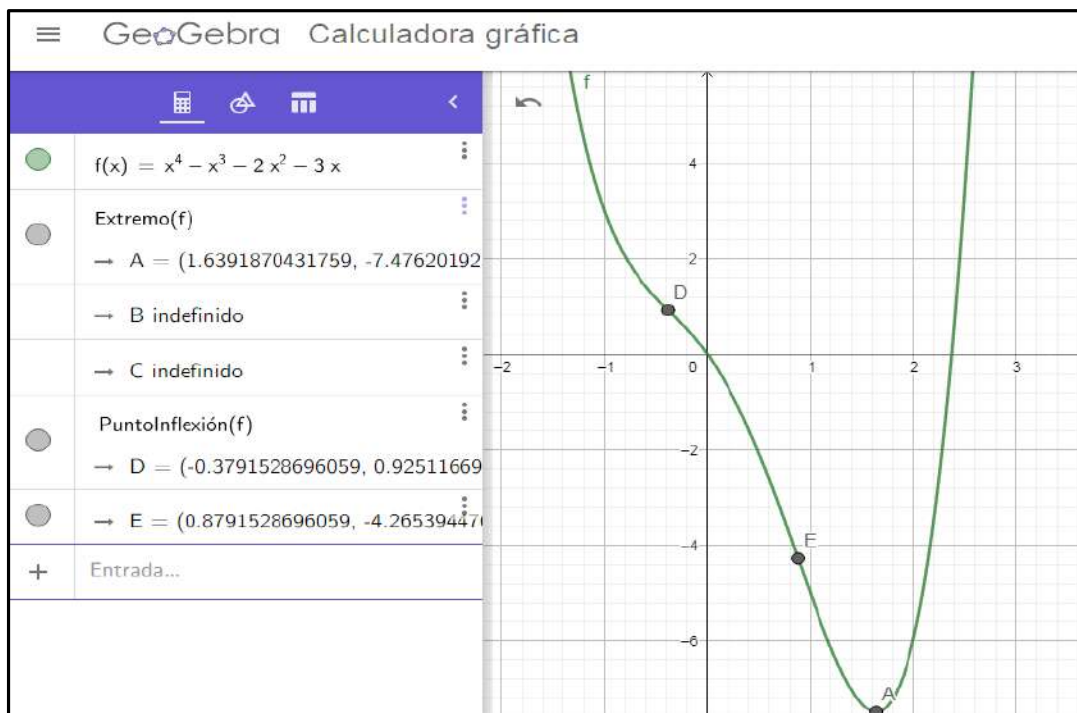 GeoGebra Calculadora gráfica
f(x) = x⁴ − x³ − 2 x² − 3 x
Extremo(f)
→ A = (1.6391870431759, -7.47620192
→ B indefinido
→ C indefinido
PuntoInflexión(f)
→ D = (-0.3791528696059, 0.92511669
→ E = (0.8791528696059, -4.26539447
+ Entrada...
f
4
2
D
−2 −1 0 1 2 3
−2
E
−4
−6
A